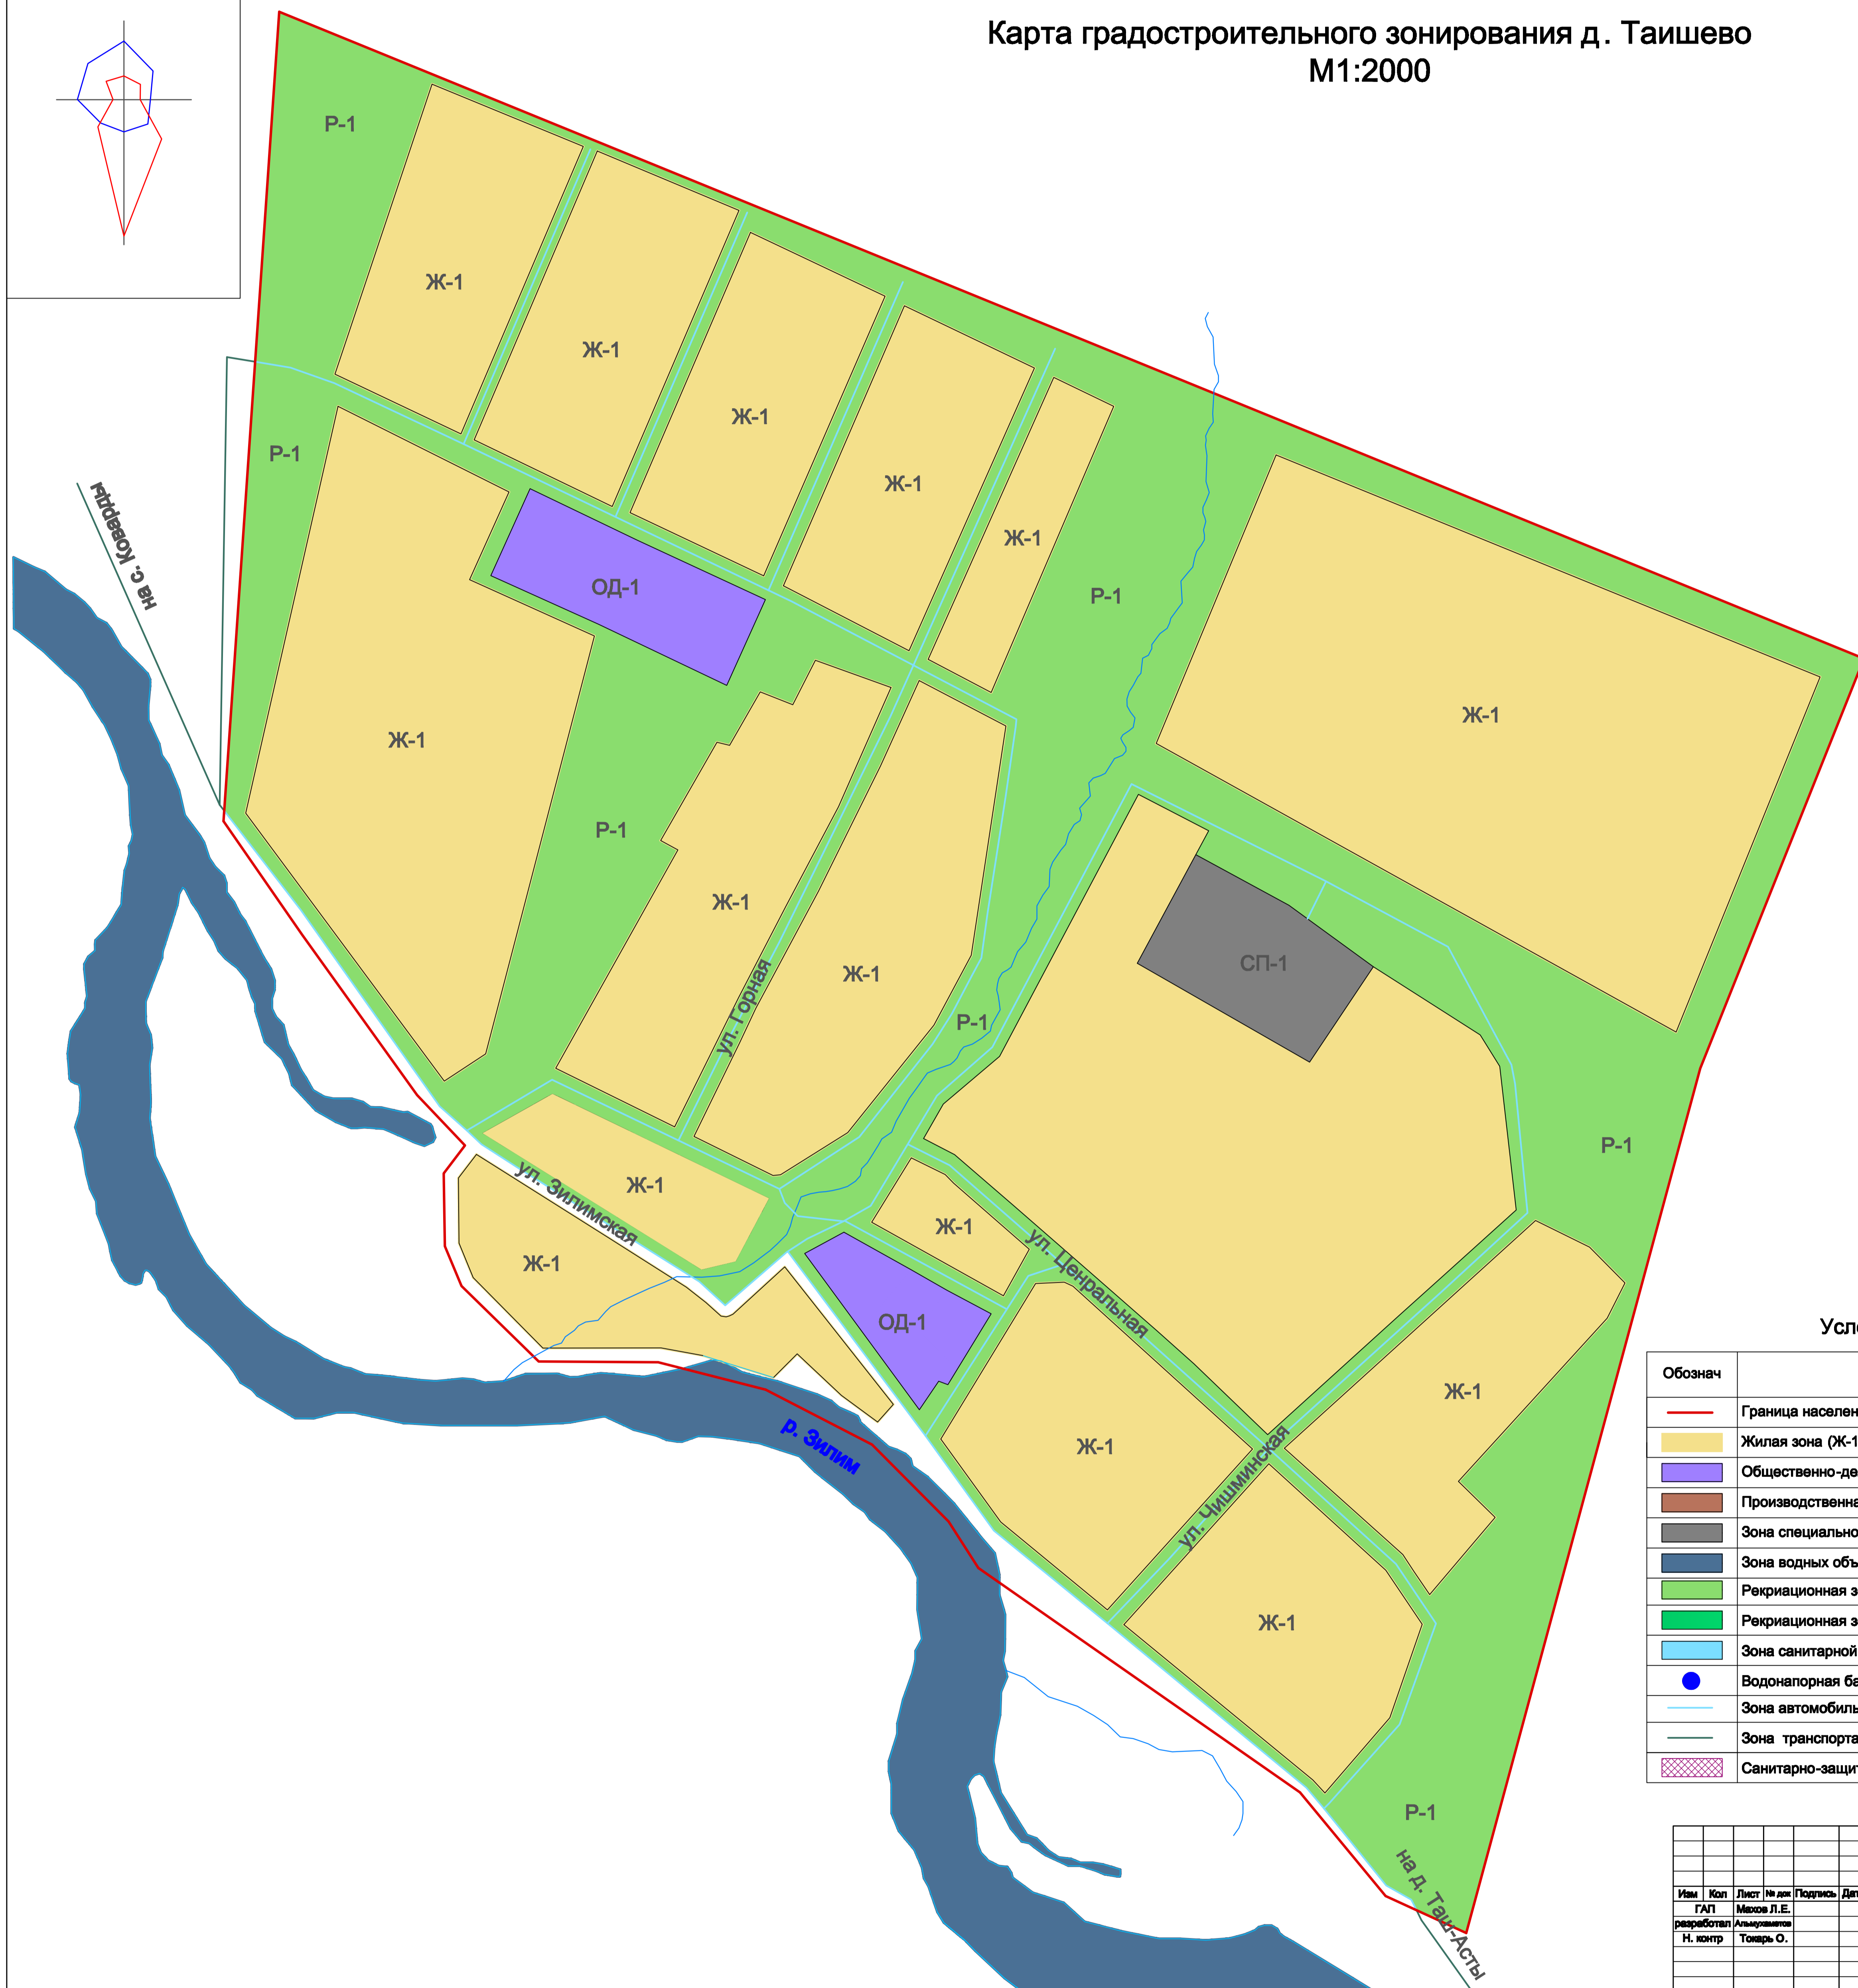 Карта градостроительного зонирования д. Таишево
М1:2000
Р-1
Ж-1
Ж-1
Ж-1
Р-1
Ж-1
на с. Коварды
Ж-1
ОД-1
Р-1
Ж-1
Ж-1
Р-1
Ж-1
СП-1
Ж-1
ул. Горная
Р-1
Р-1
Ж-1
ул. Зилимская
Ж-1
Ж-1
ул. Ценральная
ОД-1
Ж-1
р. Зилим
Ж-1
ул. Чишминская
Ж-1
Р-1
на д. Таш-Асты
Усл
Обознач
Граница населен
Жилая зона (Ж-1
Общественно-де
Производственна
Зона специально
Зона водных объ
Рекриационная з
Рекриационная з
Зона санитарной
Водонапорная ба
Зона автомобиль
Зона транспорта
Санитарно-защит
Изм Кол Лист № док Подпись Дат
ГАП Махов Л.Е.
разработал Альмухаметов
Н. контр Токарь О.